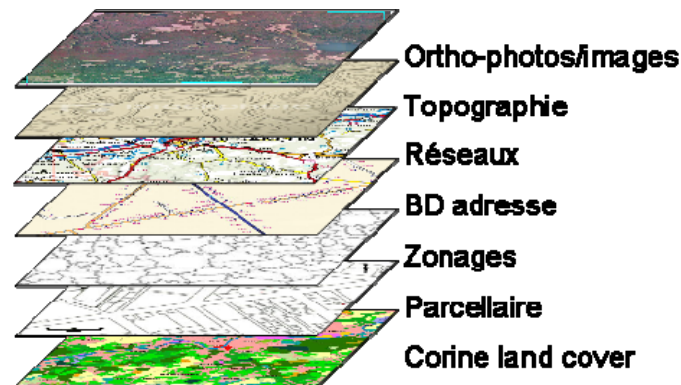 Ortho-photos/images
Topographie
Réseaux
BD adresse
Zonages
Parcellaire
Corine land cover